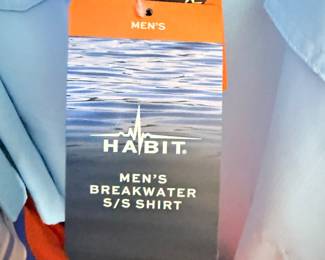 MEN'S
HABIT®
MEN'S
BREAKWATER
S/S SHIRT